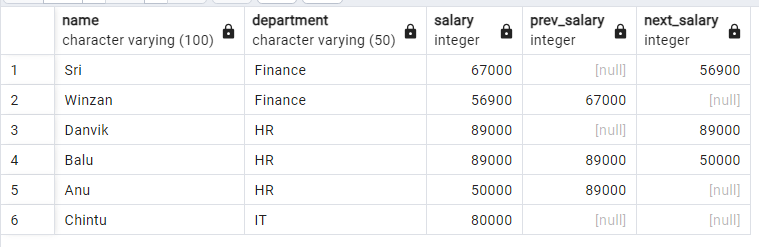 name department salary prev_salary next_salary
character varying (100) character varying (50) integer integer integer
1 Sri Finance 67000 [null] 56900
2 Winzan Finance 56900 67000 [null]
3 Danvik HR 89000 [null] 89000
4 Balu HR 89000 89000 50000
5 Anu HR 50000 89000 [null]
6 Chintu IT 80000 [null] [null]